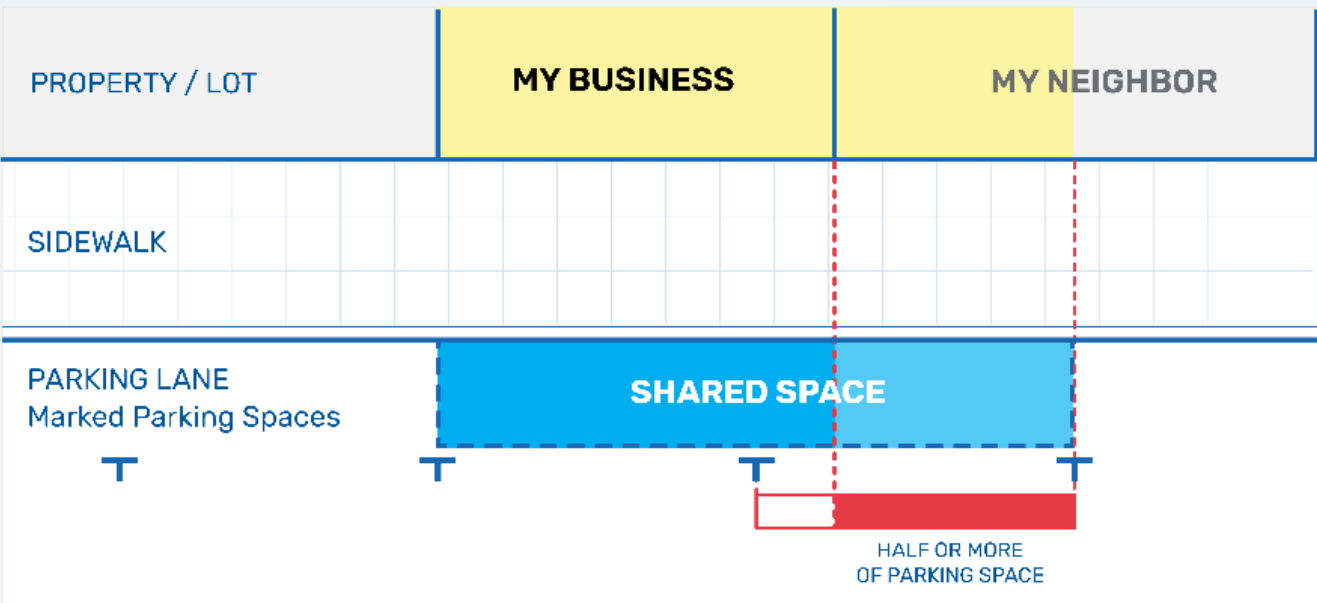 PROPERTY / LOT
MY BUSINESS
MY NEIGHBOR
SIDEWALK
PARKING LANE
Marked Parking Spaces
SHARED SPACE
HALF OR MORE
OF PARKING SPACE